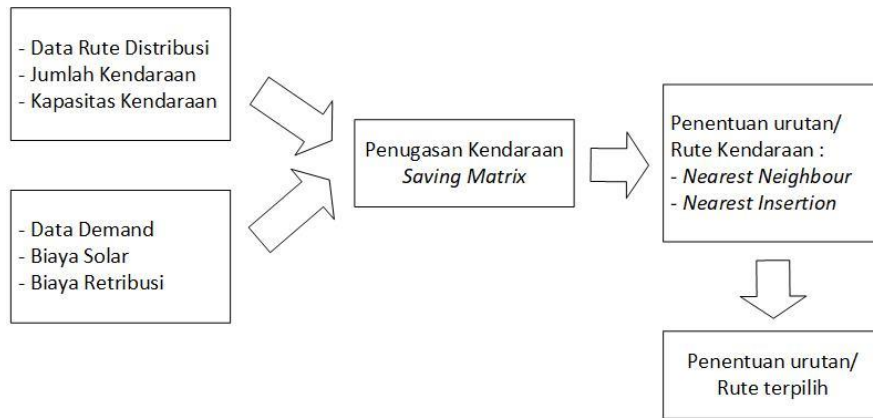 - Data Rute Distribusi
- Jumlah Kendaraan
- Kapasitas Kendaraan
- Data Demand
- Biaya Solar
- Biaya Retribusi
Penugasan Kendaraan
Saving Matrix
Penentuan urutan/
Rute Kendaraan :
- Nearest Neighbour
- Nearest Insertion
Penentuan urutan/
Rute terpilih